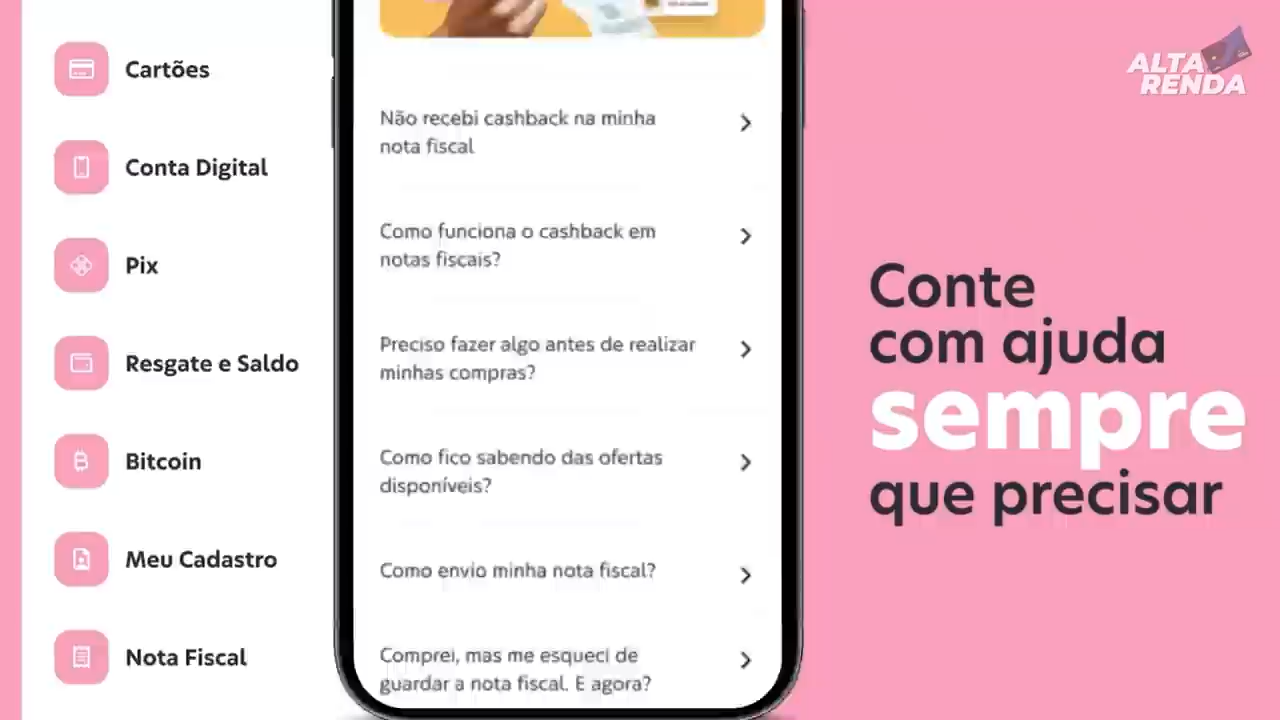 Cartões
Conta Digital
Pix
Resgate e Saldo
Bitcoin
Meu Cadastro
Nota Fiscal
Não recebi cashback na minha
nota fiscal
Como funciona o cashback em
notas fiscais?
Preciso fazer algo antes de realizar
minhas compras?
Como fico sabendo das ofertas
disponíveis?
Como envio minha nota fiscal?
Comprei, mas me esqueci de
guardar a nota fiscal. E agora?
ALTA
RENDA
Conte
com ajuda
sempre
que precisar